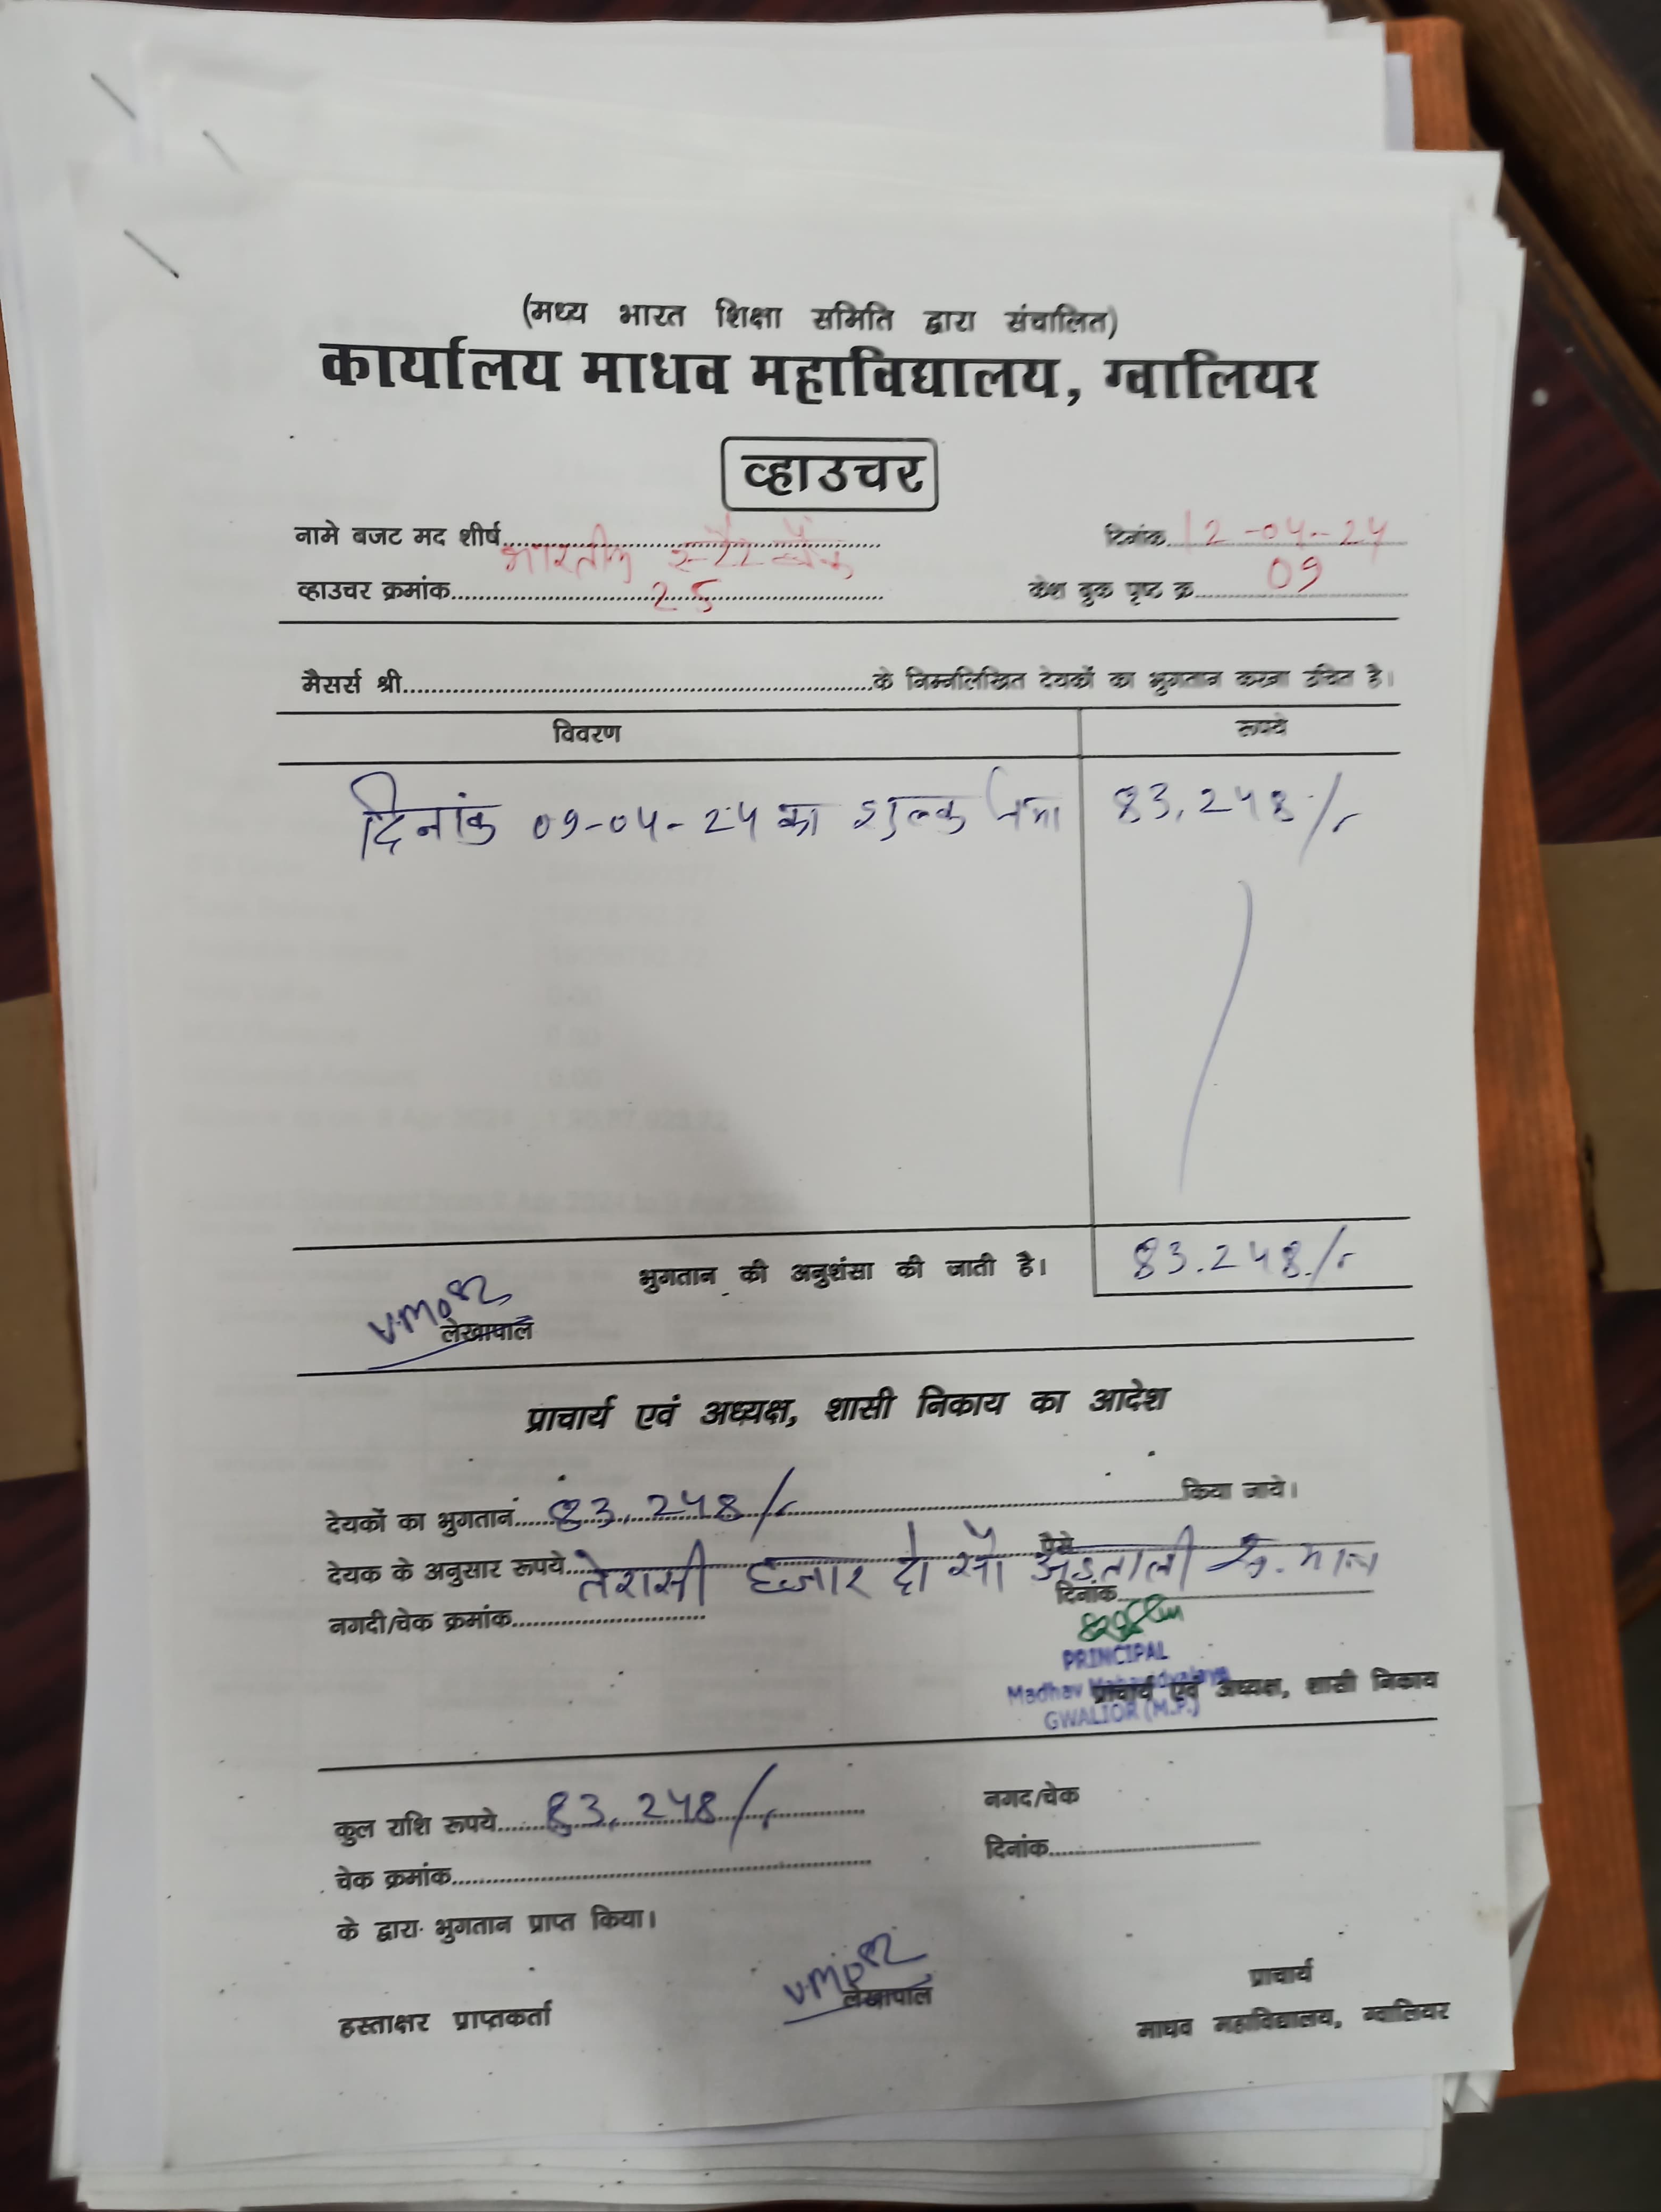 (मध्य भारत शिक्षा समिति द्वारा संचालित)
कार्यालय माधव महाविद्यालय, ग्वालियर
व्हाउचर
नामे बजट मद शीर्ष भारतीय स्टेट बैंक दिनांक 12-04-24
व्हाउचर क्रमांक 25 केश बुक पृष्ट क्र 09
मैसर्स श्री के निम्नलिखित देयकों का भुगतान करना उचित है।
विवरण रूपये
दिनांक 09-04-24 का शुल्क जमा 83,248/-
भुगतान की अनुशंसा की जाती है। 83.248/-
लेखापाल
प्राचार्य एवं अध्यक्ष, शासी निकाय का आदेश
देयकों का भुगतान 83,248/- किया जाये।
देयक के अनुसार रूपये तेरासी हजार दो सौ अड़ताली रू. मात्र पैसे
नगदी/चेक क्रमांक दिनांक
PRINCIPAL
Madhav Mahavidyalaya
GWALIOR (M.P.)
प्राचार्य एवं अध्यक्ष, शासी निकाय
कुल राशि रूपये 83,248/- नगद/चेक
चेक क्रमांक दिनांक
के द्वारा भुगतान प्राप्त किया।
हस्ताक्षर प्राप्तकर्ता लेखापाल प्राचार्य
माधव महाविद्यालय, ग्वालियर